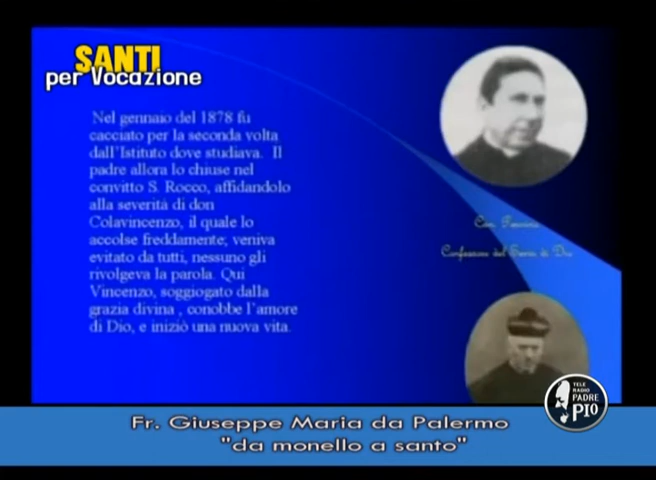 SANTI
per Vocazione
Nel gennaio del 1878 fu
cacciato per la seconda volta
dall'Istituto dove studiava. Il
padre allora lo chiuse nel
convitto S. Rocco, affidandolo
alla severità di don
Colavincenzo, il quale lo
accolse freddamente; veniva
evitato da tutti, nessuno gli
rivolgeva la parola. Qui
Vincenzo, soggiogato dalla
grazia divina , conobbe l'amore
di Dio, e iniziò una nuova vita.
Can.
del di Dio
TELE
RADIO
PADRE
PIO
Fr. Giuseppe Maria da Palermo
"da monello a santo"